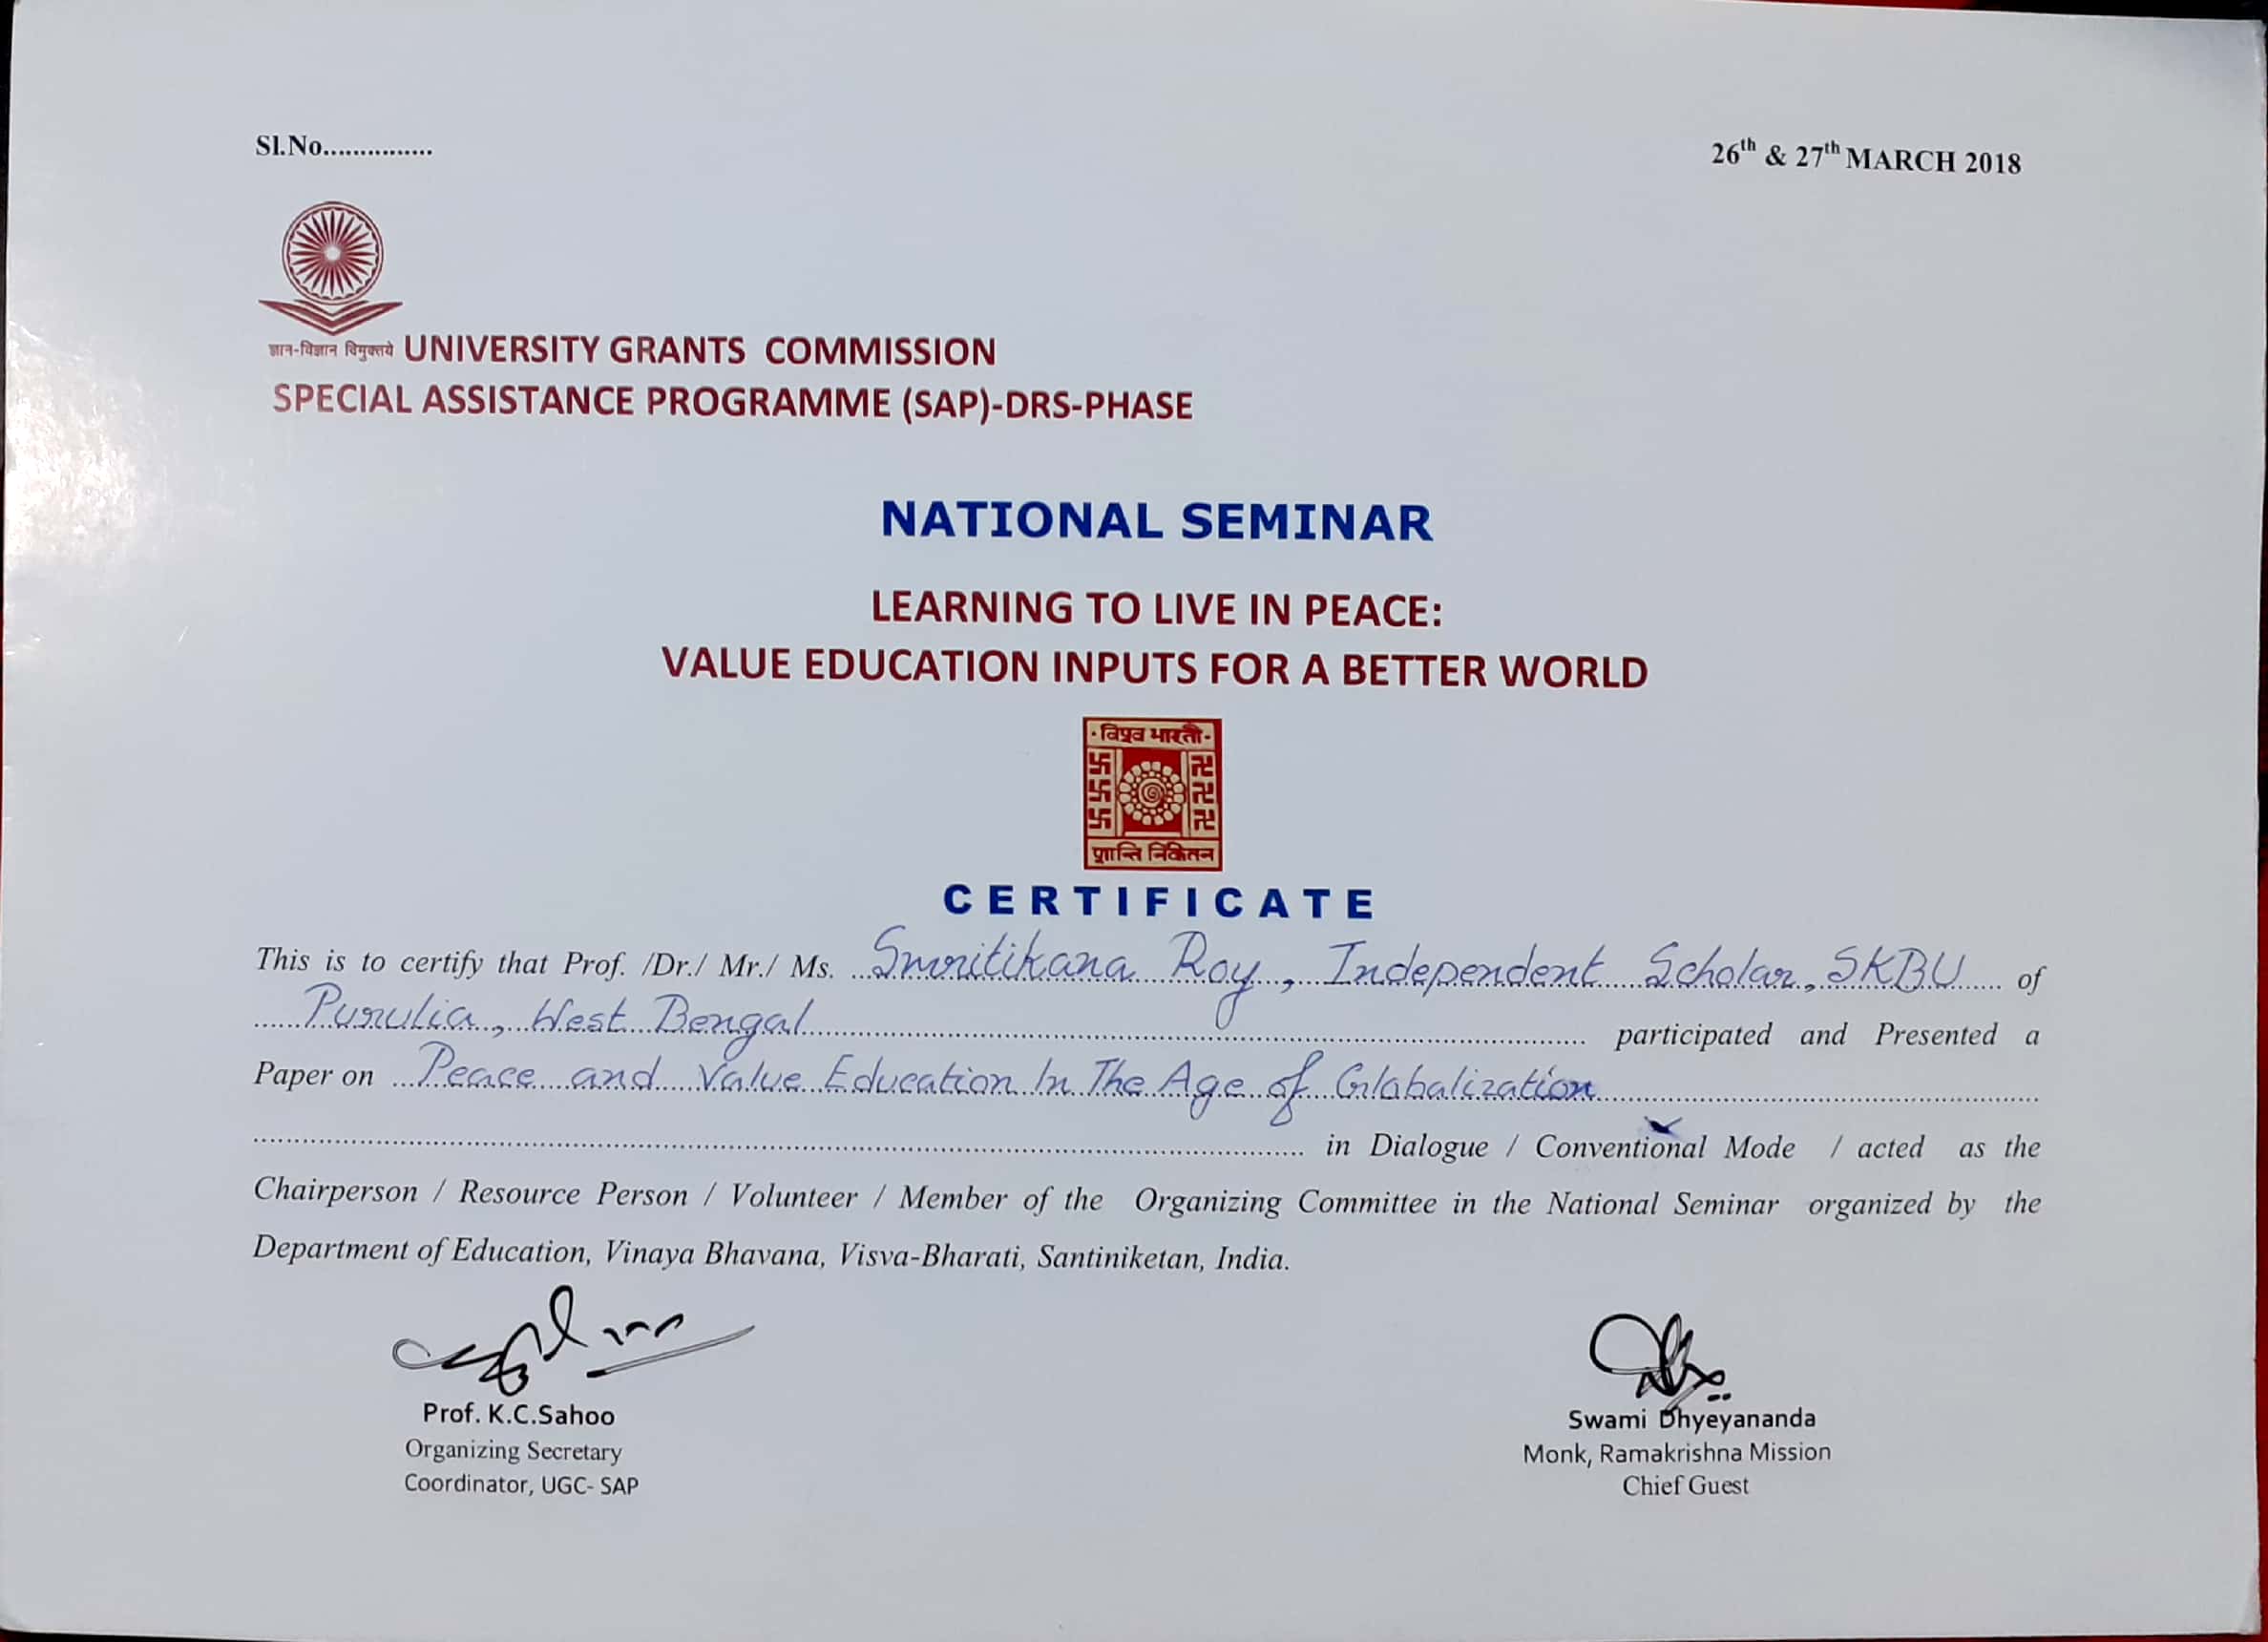 Sl.No...............
26th & 27th MARCH 2018
ज्ञान-विज्ञान विमुक्तये UNIVERSITY GRANTS COMMISSION
SPECIAL ASSISTANCE PROGRAMME (SAP)-DRS-PHASE
NATIONAL SEMINAR
LEARNING TO LIVE IN PEACE:
VALUE EDUCATION INPUTS FOR A BETTER WORLD
विश्व भारती
शान्ति निकेतन
CERTIFICATE
This is to certify that Prof. /Dr./ Mr./ Ms. Smritikana Roy, Independent Scholar, SKBU of
Purulia, West Bengal participated and Presented a
Paper on Peace and Value Education In The Age of Globalization
in Dialogue / Conventional Mode / acted as the
Chairperson / Resource Person / Volunteer / Member of the Organizing Committee in the National Seminar organized by the
Department of Education, Vinaya Bhavana, Visva-Bharati, Santiniketan, India.
Prof. K.C.Sahoo
Organizing Secretary
Coordinator, UGC- SAP
Swami Dhyeyananda
Monk, Ramakrishna Mission
Chief Guest